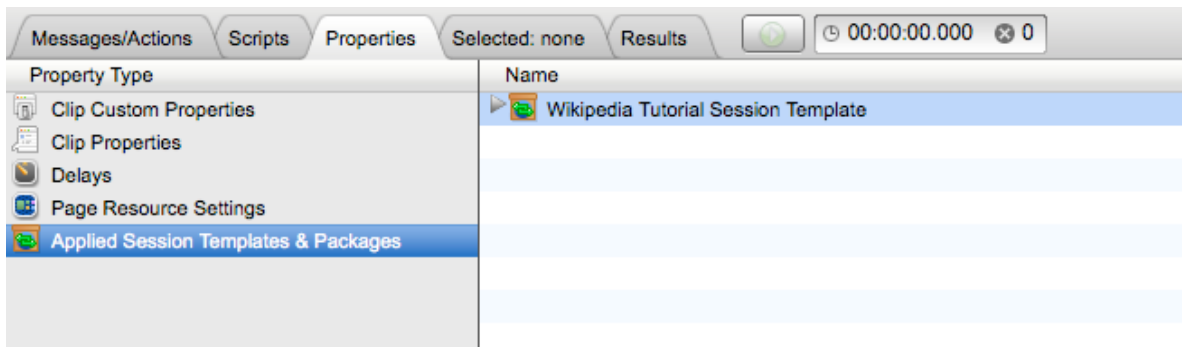 Messages/Actions Scripts Properties Selected: none Results 00:00:00.000 0
Property Type Name
Clip Custom Properties Wikipedia Tutorial Session Template
Clip Properties
Delays
Page Resource Settings
Applied Session Templates & Packages